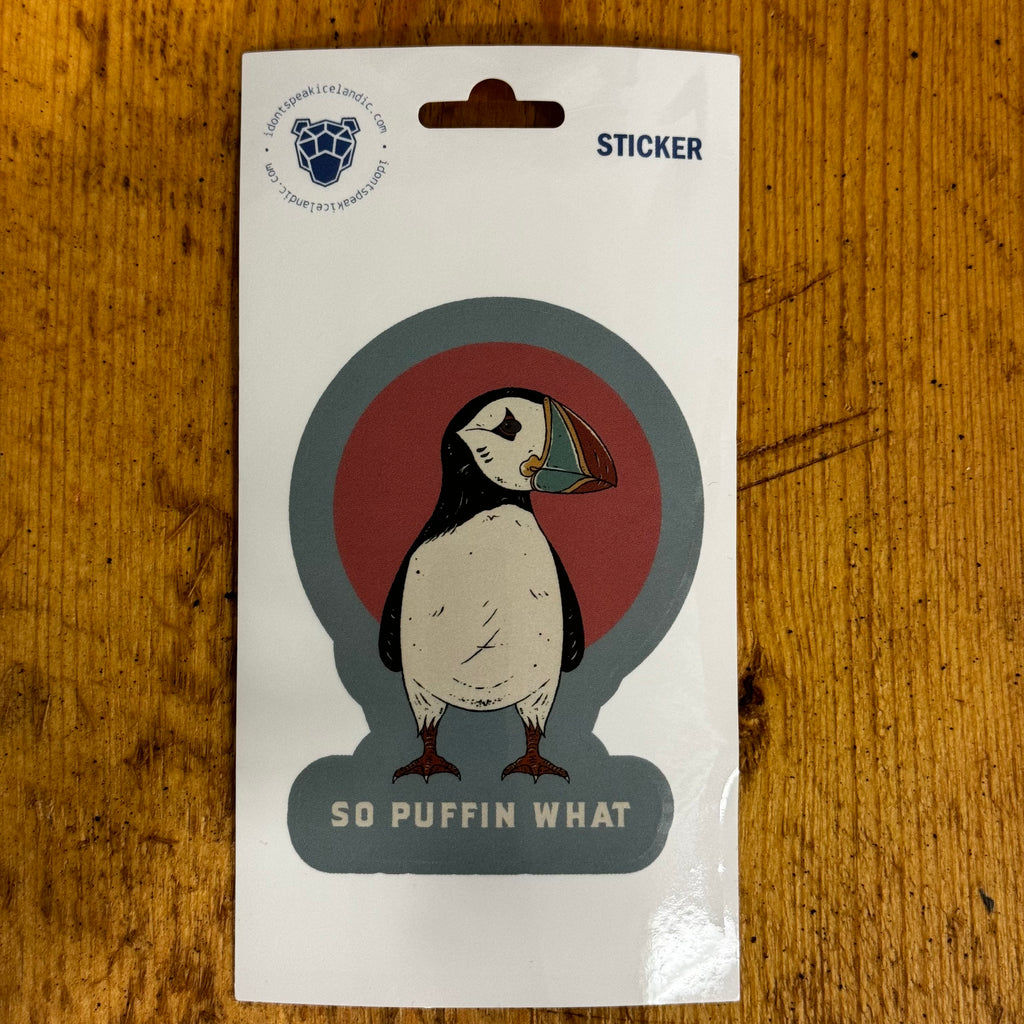 idontspeakicelandic.com • idontspeakicelandic.com •
STICKER
SO PUFFIN WHAT